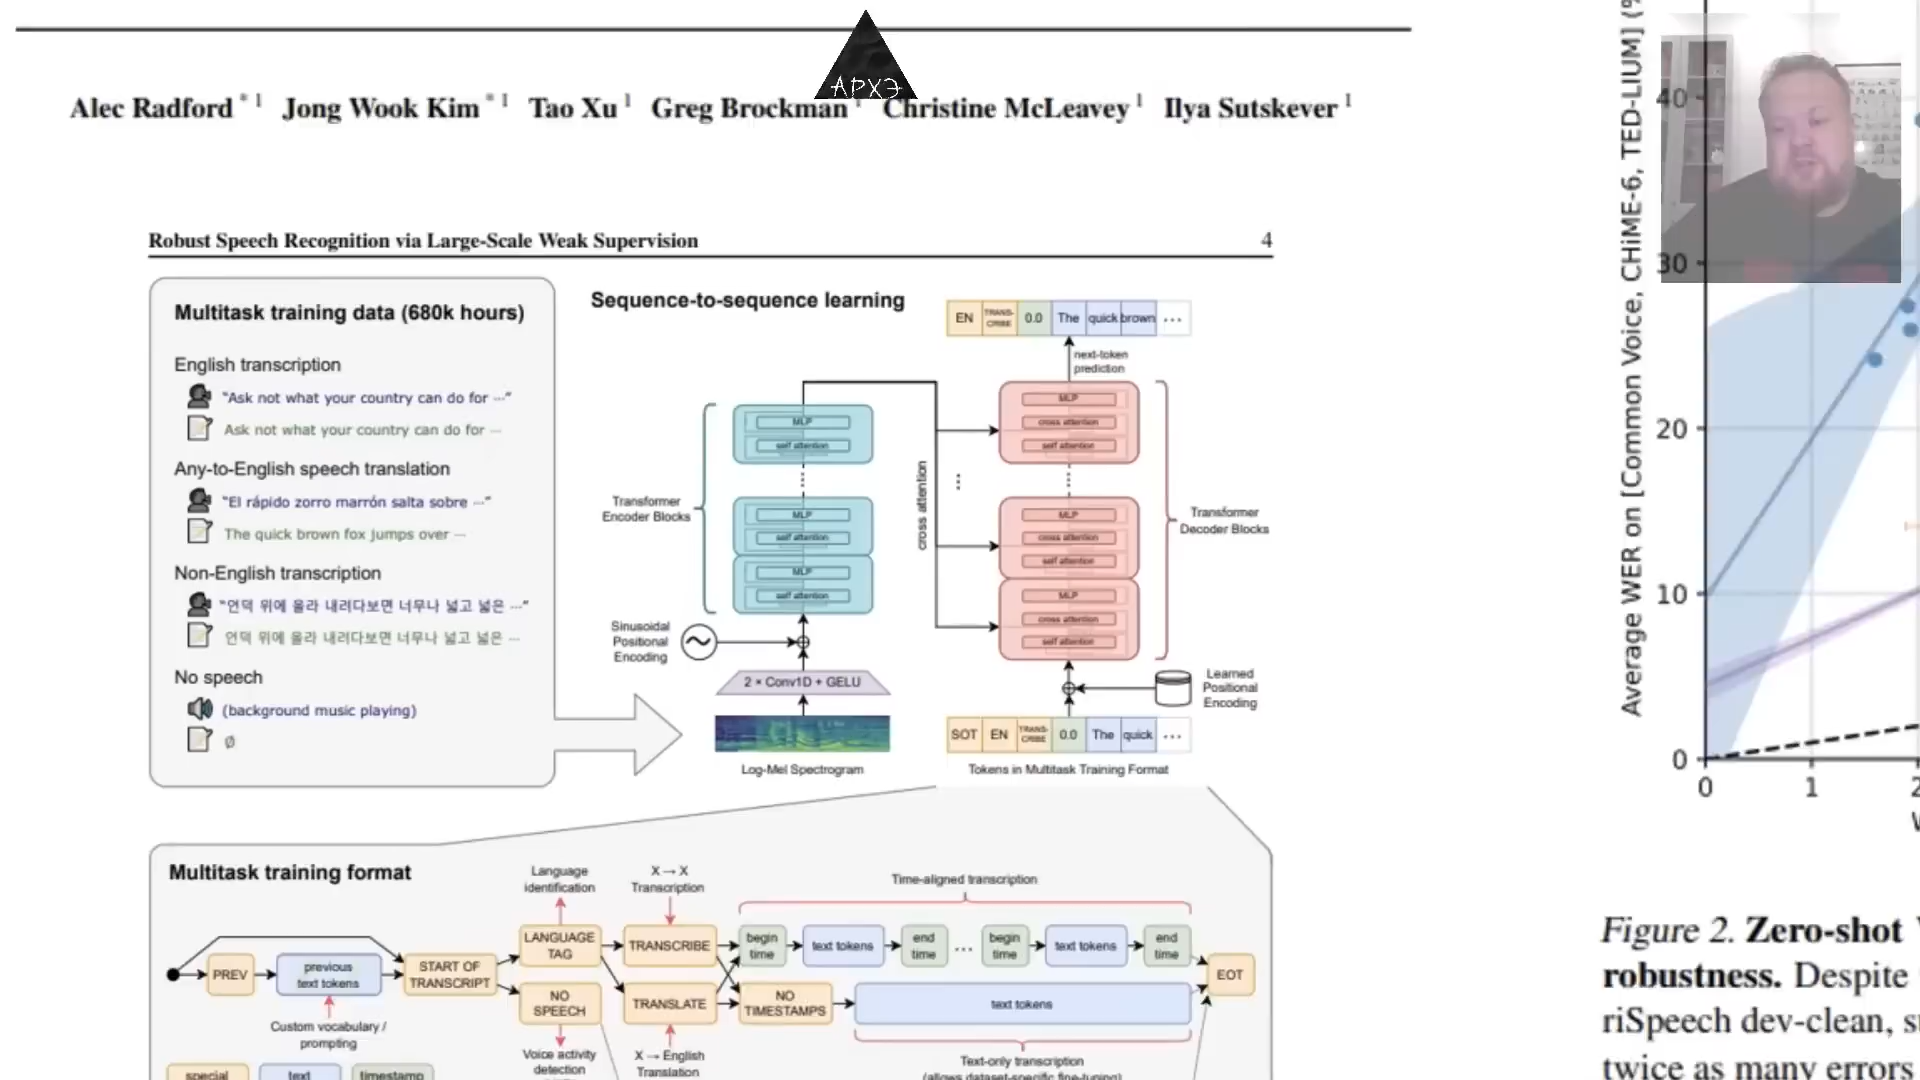 АРХЭ
Alec Radford * 1 Jong Wook Kim * 1 Tao Xu 1 Greg Brockman 1 Christine McLeavey 1 Ilya Sutskever 1
Robust Speech Recognition via Large-Scale Weak Supervision 4
Multitask training data (680k hours)
English transcription
“Ask not what your country can do for ⋯”
Ask not what your country can do for ⋯
Any-to-English speech translation
“El rápido zorro marrón salta sobre ⋯”
The quick brown fox jumps over ⋯
Non-English transcription
“언덕 위에 올라 내려다보면 너무나 넓고 넓은 ⋯”
언덕 위에 올라 내려다보면 너무나 넓고 넓은 ⋯
No speech
(background music playing)
∅
Sequence-to-sequence learning
EN TRANS-CRIBE 0.0 The quick brown ⋯
next-token
prediction
MLP
cross attention
self attention
MLP
self attention
MLP
cross attention
self attention
MLP
self attention
MLP
cross attention
self attention
MLP
self attention
Transformer
Encoder Blocks
cross attention
⋯
Transformer
Decoder Blocks
Sinusoidal
Positional
Encoding
2 × Conv1D + GELU
Learned
Positional
Encoding
SOT EN TRANS-CRIBE 0.0 The quick ⋯
Log-Mel Spectrogram
Tokens in Multitask Training Format
Multitask training format
Language
identification
X → X
Transcription
Time-aligned transcription
PREV
previous
text tokens
START OF
TRANSCRIPT
LANGUAGE
TAG
TRANSCRIBE
begin
time
text tokens
end
time
⋯
begin
time
text tokens
end
time
EOT
NO
SPEECH
TRANSLATE
NO
TIMESTAMPS
text tokens
Custom vocabulary /
prompting
Voice activity
detection
X → English
Translation
Text-only transcription
(allows dataset-specific fine-tuning)
special
text
timestamp
Average WER on [Common Voice, CHiME-6, TED-LIUM] (%
40
30
20
10
0
0 1 2
Figure 2. Zero-shot
robustness. Despite
riSpeech dev-clean,
twice as many errors